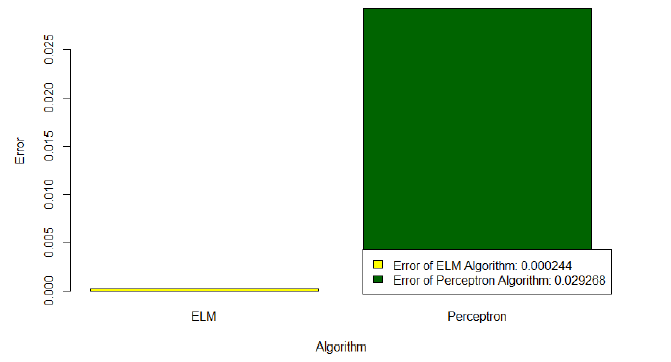 0.025
0.020
0.015
0.010
0.005
0.000
Error
Error of ELM Algorithm: 0.000244
Error of Perceptron Algorithm: 0.029268
ELM
Perceptron
Algorithm